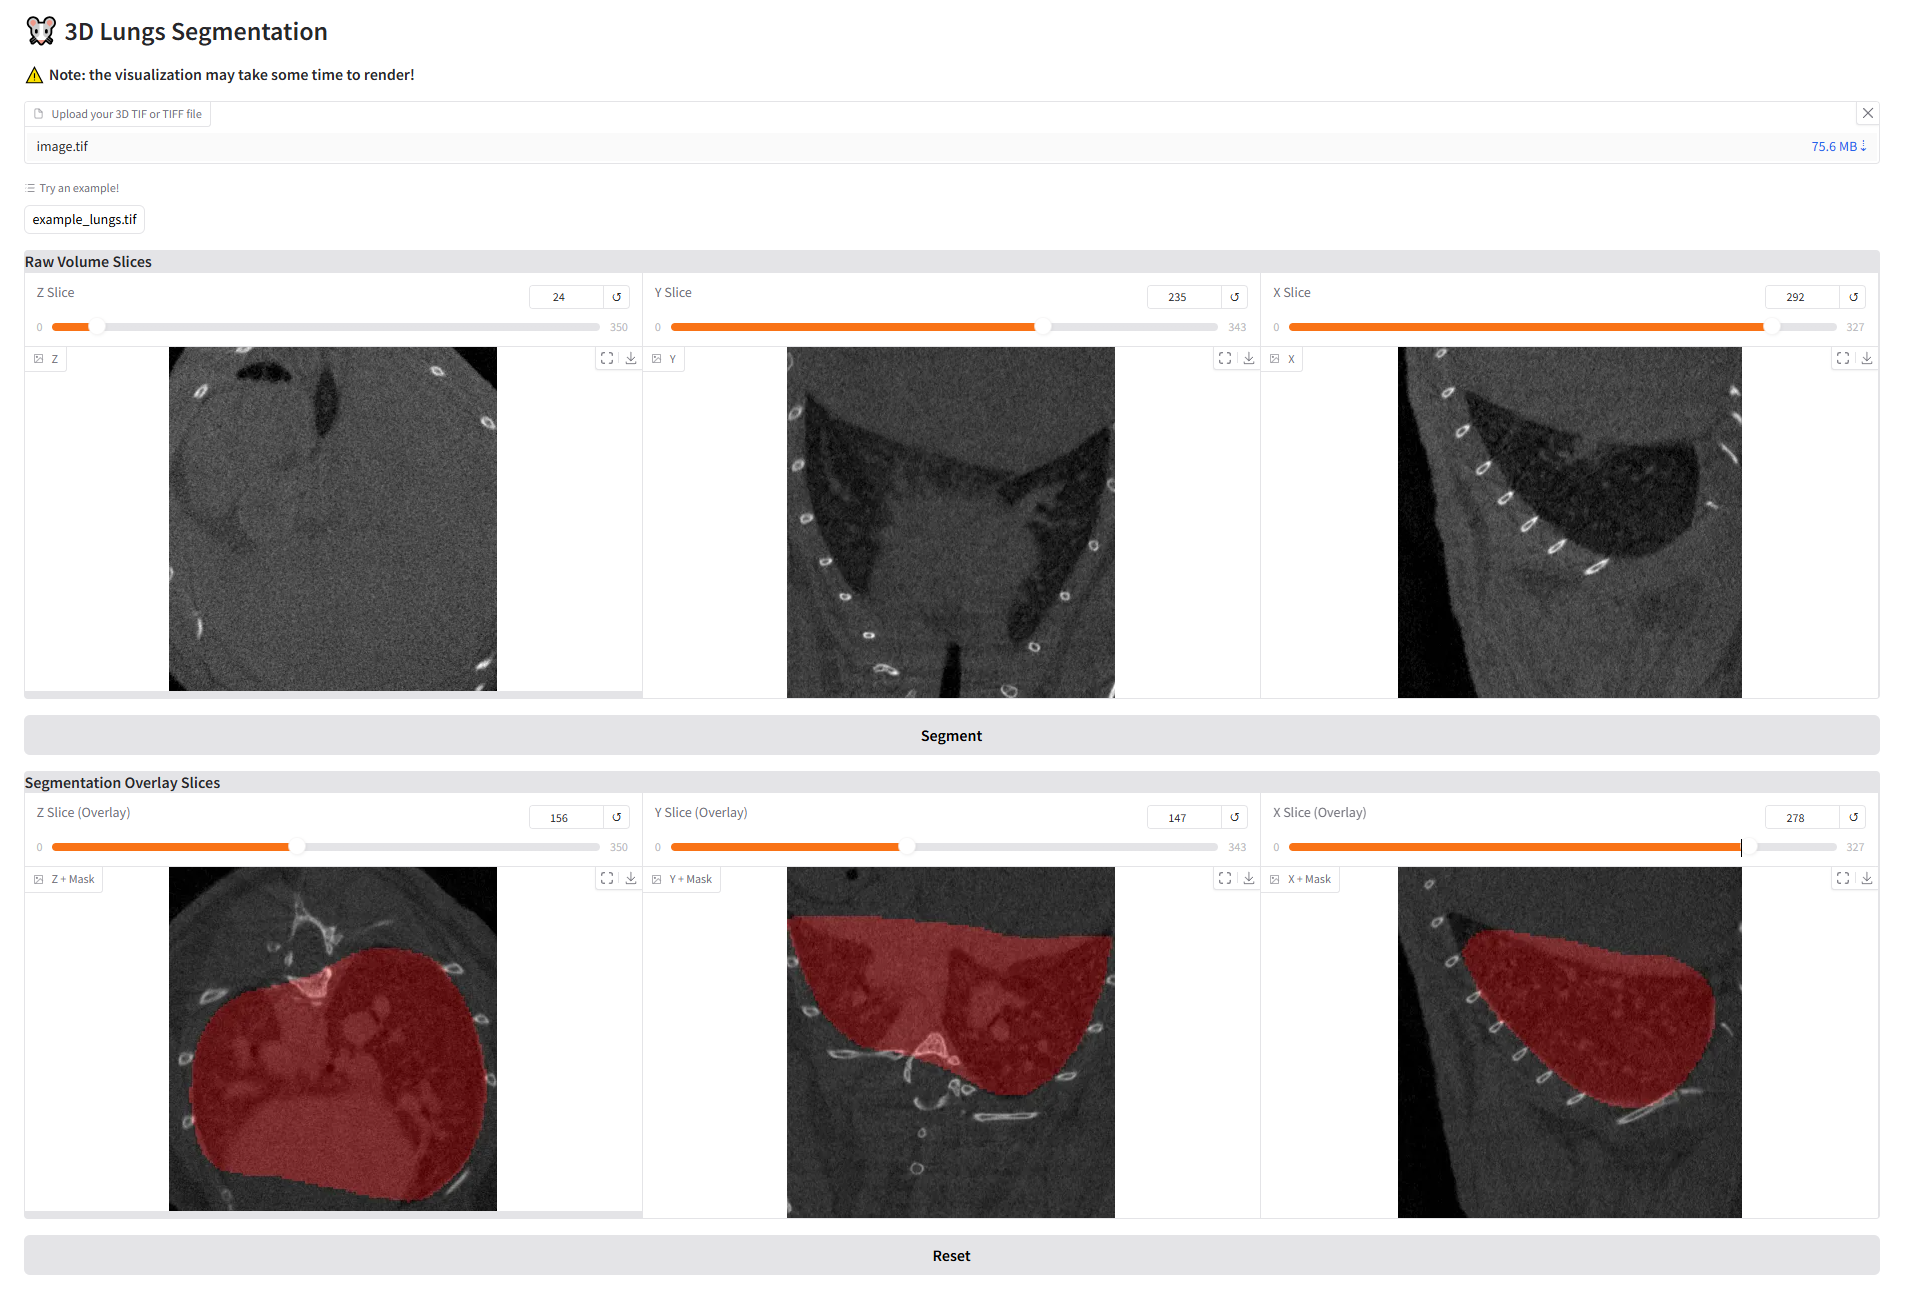 3D Lungs Segmentation
Note: the visualization may take some time to render!
Upload your 3D TIF or TIFF file
image.tif 75.6 MB ⇣
Try an example!
example_lungs.tif
Raw Volume Slices
Z Slice 24 ↺ Y Slice 235 ↺ X Slice 292 ↺
0 350 0 343 0 327
Z Y X
Segment
Segmentation Overlay Slices
Z Slice (Overlay) 156 ↺ Y Slice (Overlay) 147 ↺ X Slice (Overlay) 278 ↺
0 350 0 343 0 327
Z + Mask Y + Mask X + Mask
Reset